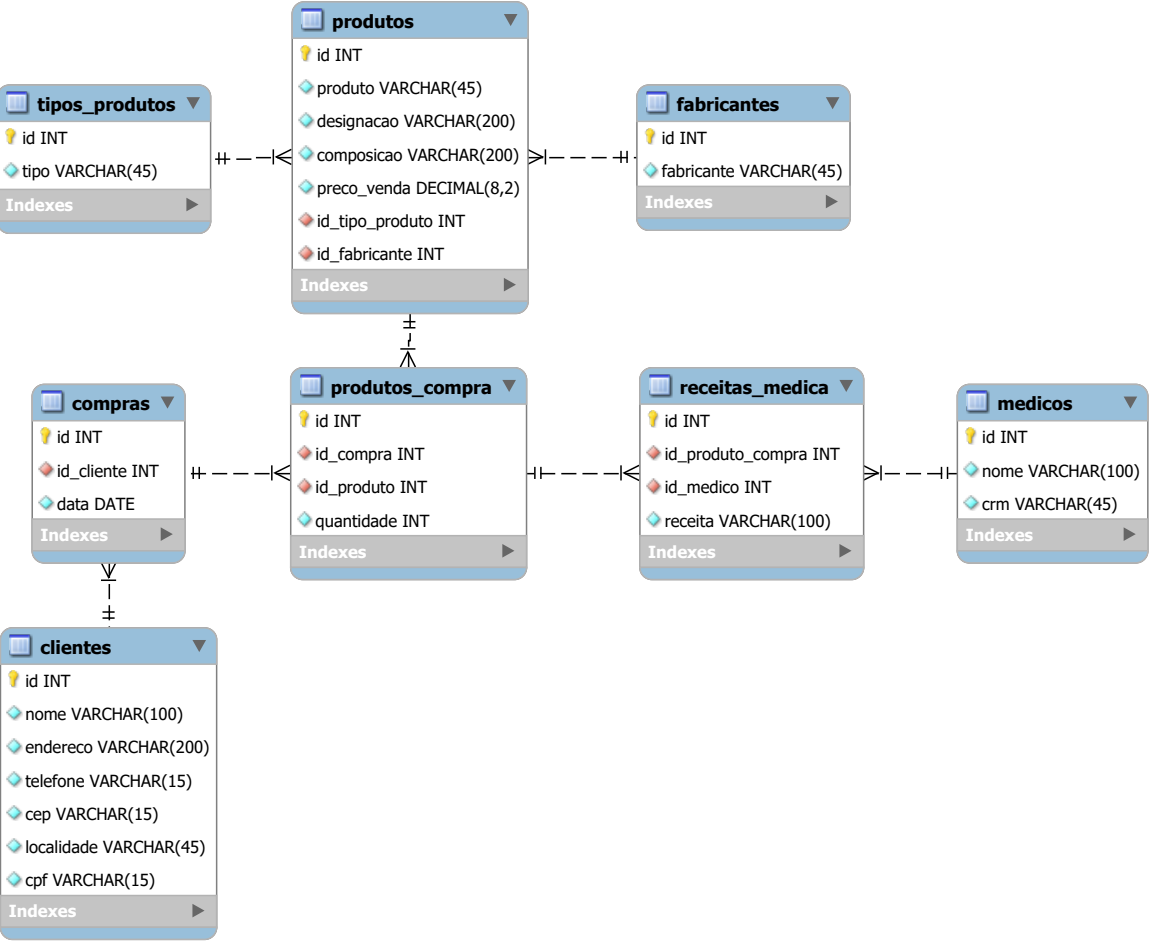 produtos
id INT
produto VARCHAR(45)
designacao VARCHAR(200)
composicao VARCHAR(200)
preco_venda DECIMAL(8,2)
id_tipo_produto INT
id_fabricante INT
Indexes
tipos_produtos
id INT
tipo VARCHAR(45)
Indexes
fabricantes
id INT
fabricante VARCHAR(45)
Indexes
compras
id INT
id_cliente INT
data DATE
Indexes
produtos_compra
id INT
id_compra INT
id_produto INT
quantidade INT
Indexes
receitas_medica
id INT
id_produto_compra INT
id_medico INT
receita VARCHAR(100)
Indexes
medicos
id INT
nome VARCHAR(100)
crm VARCHAR(45)
Indexes
clientes
id INT
nome VARCHAR(100)
endereco VARCHAR(200)
telefone VARCHAR(15)
cep VARCHAR(15)
localidade VARCHAR(45)
cpf VARCHAR(15)
Indexes